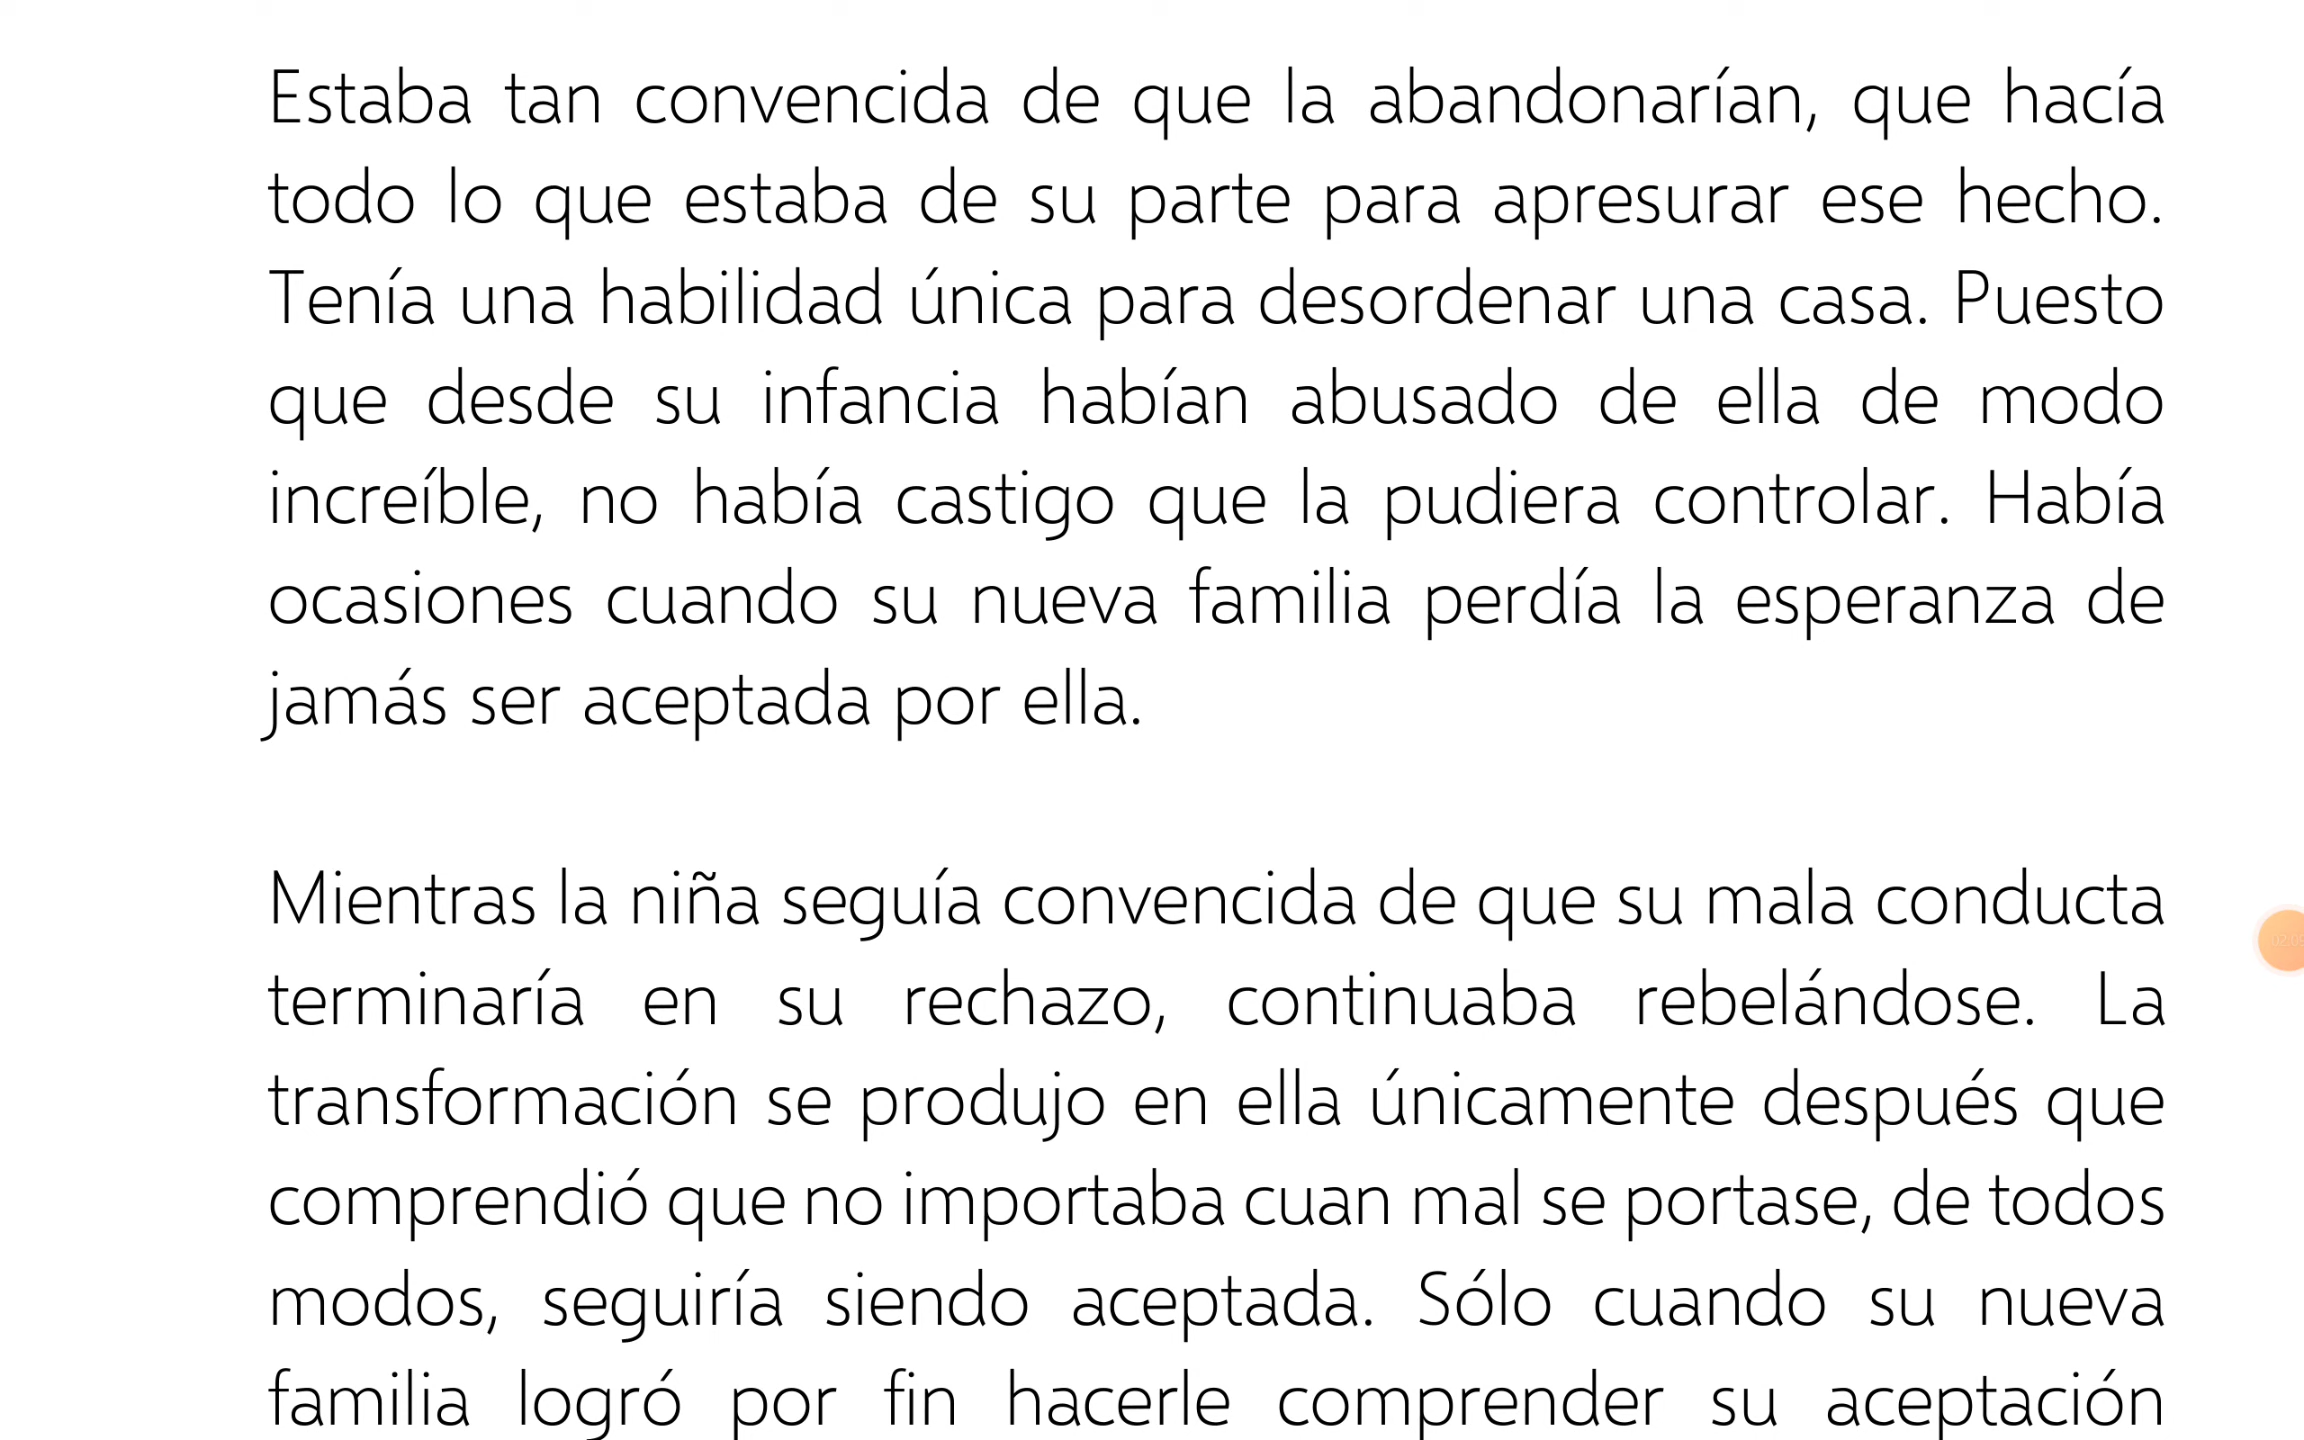 Estaba tan convencida de que la abandonarían, que hacía
todo lo que estaba de su parte para apresurar ese hecho.
Tenía una habilidad única para desordenar una casa. Puesto
que desde su infancia habían abusado de ella de modo
increíble, no había castigo que la pudiera controlar. Había
ocasiones cuando su nueva familia perdía la esperanza de
jamás ser aceptada por ella.
Mientras la niña seguía convencida de que su mala conducta
terminaría en su rechazo, continuaba rebelándose. La
transformación se produjo en ella únicamente después que
comprendió que no importaba cuan mal se portase, de todos
modos, seguiría siendo aceptada. Sólo cuando su nueva
familia logró por fin hacerle comprender su aceptación